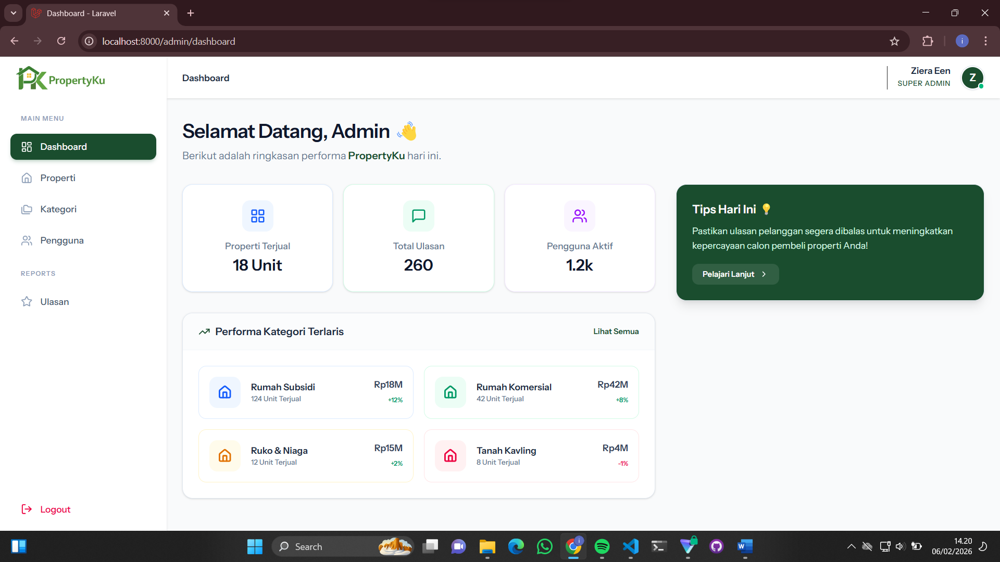 Dashboard - Laravel
localhost:8000/admin/dashboard
i
PK PropertyKu
Dashboard
Ziera Een
SUPER ADMIN
Z
MAIN MENU
Dashboard
Properti
Kategori
Pengguna
REPORTS
Ulasan
Logout
Selamat Datang, Admin 👋
Berikut adalah ringkasan performa PropertyKu hari ini.
Properti Terjual
18 Unit
Total Ulasan
260
Pengguna Aktif
1.2k
Tips Hari Ini 💡
Pastikan ulasan pelanggan segera dibalas untuk meningkatkan
kepercayaan calon pembeli properti Anda!
Pelajari Lanjut
Performa Kategori Terlaris
Lihat Semua
Rumah Subsidi
124 Unit Terjual
Rp18M
+12%
Rumah Komersial
42 Unit Terjual
Rp42M
+8%
Ruko & Niaga
12 Unit Terjual
Rp15M
+2%
Tanah Kavling
8 Unit Terjual
Rp4M
-1%
Search
14.20
06/02/2026